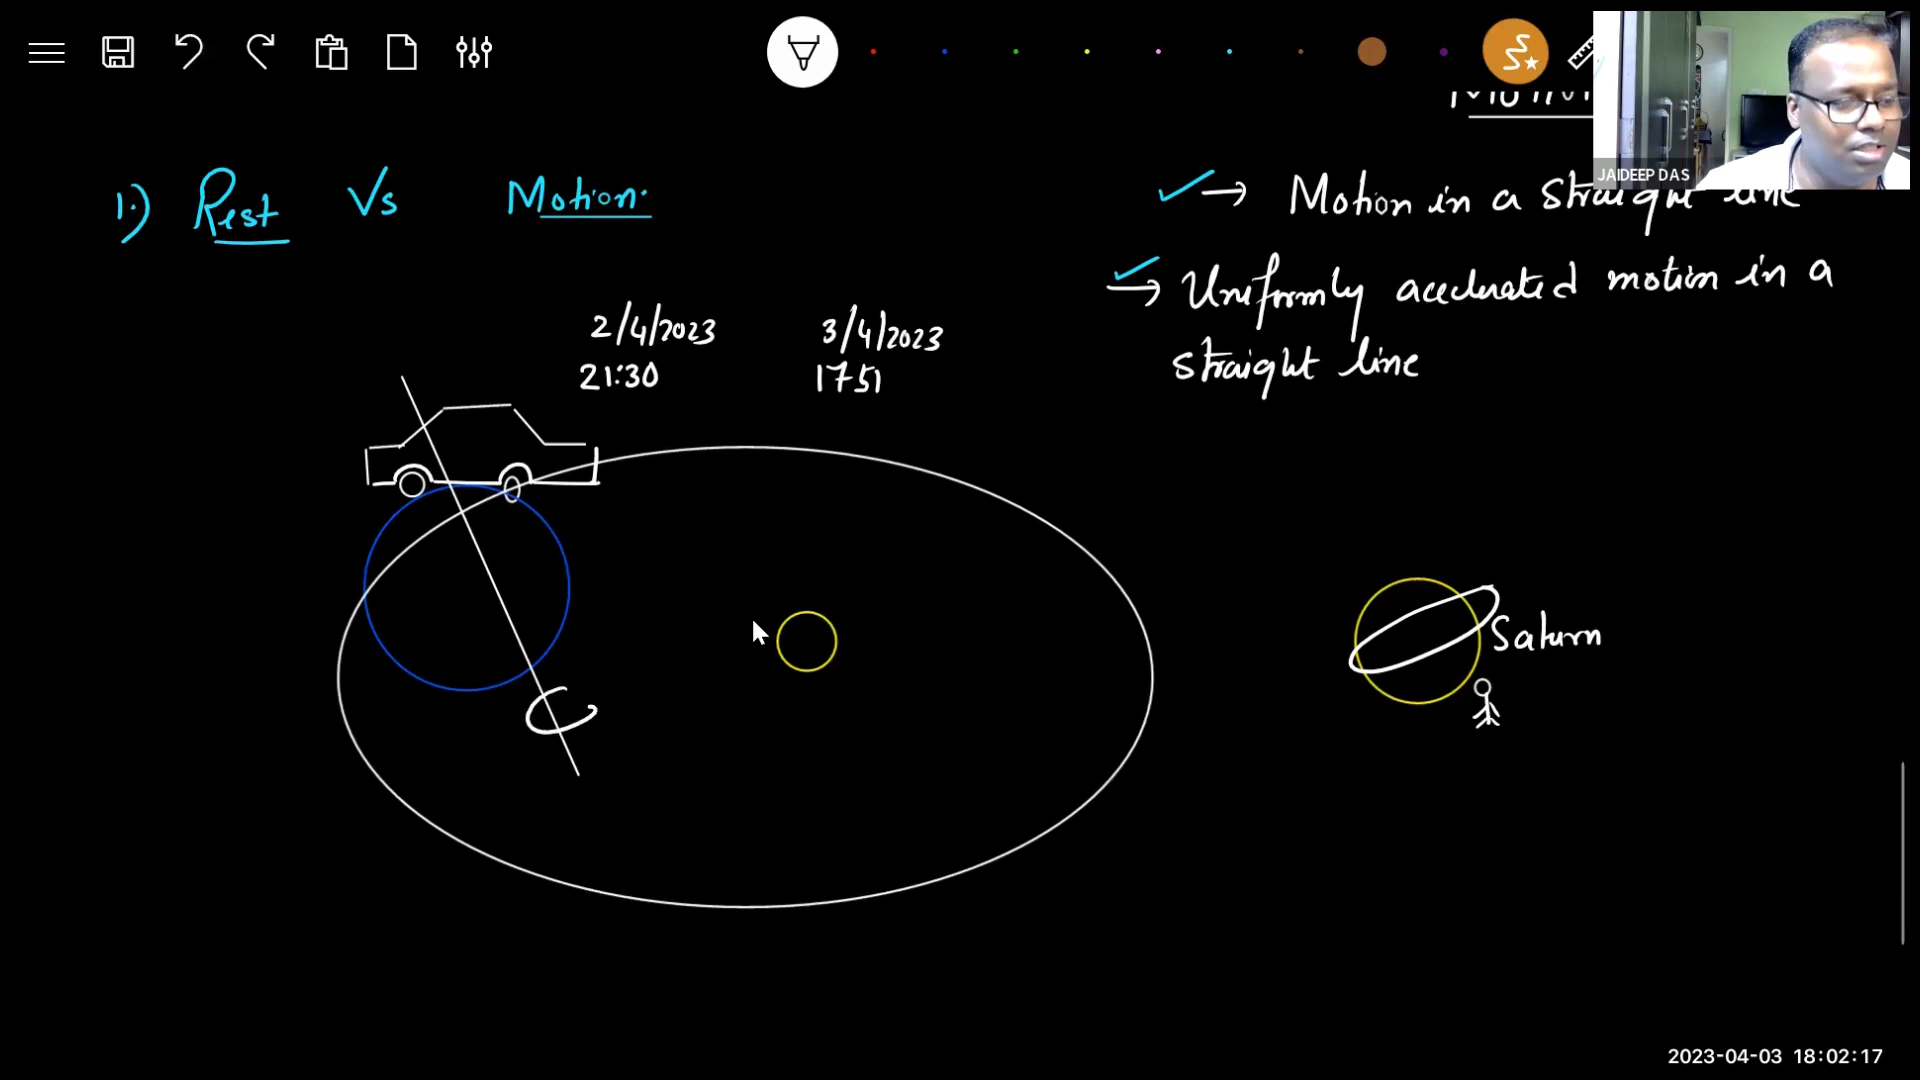 JAIDEEP DAS
1.) Rest Vs Motion.
→ Motion in a straight line
→ Uniformly accelerated motion in a
straight line
2/4/2023
21:30
3/4/2023
1751
Saturn
2023-04-03 18:02:17